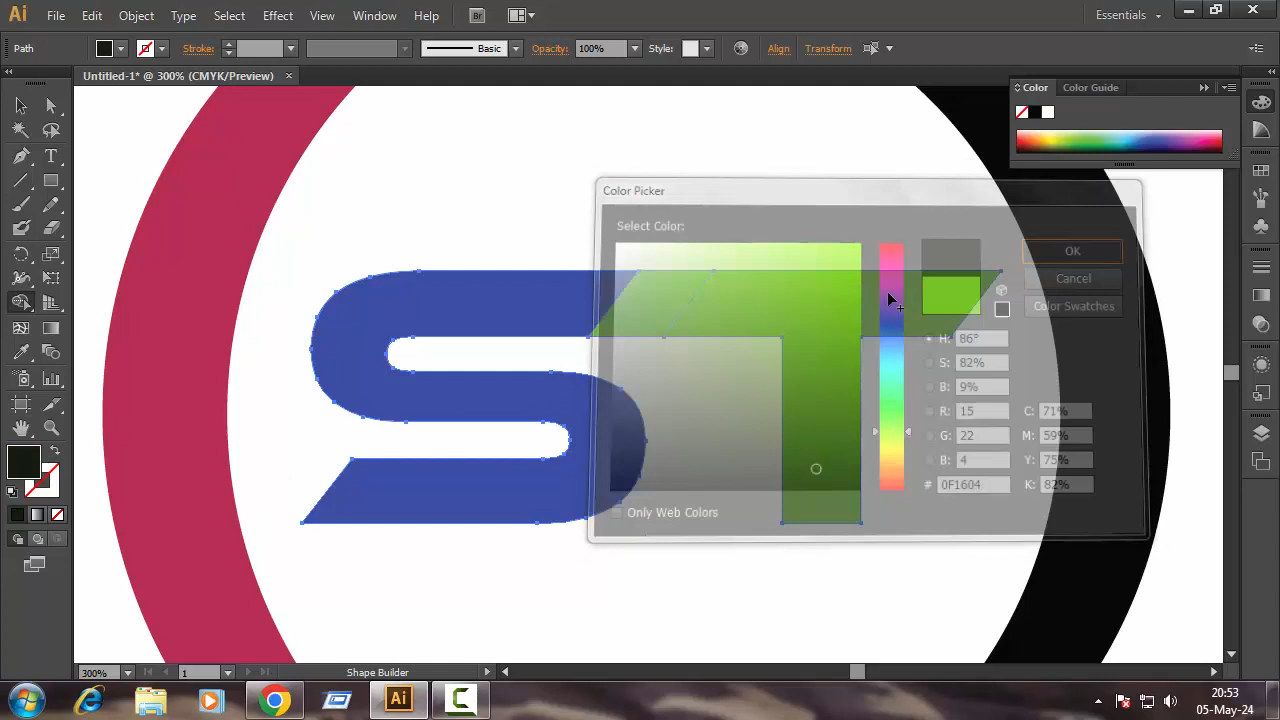 Ai File Edit Object Type Select Effect View Window Help Br Essentials
Path Stroke: Basic Opacity: 100% Style: Align Transform
Untitled-1* @ 300% (CMYK/Preview)
Color Color Guide
Color Picker
Select Color:
OK
Cancel
Color Swatches
H: 86°
S: 82%
B: 9%
R: 15 C: 71%
G: 22 M: 59%
B: 4 Y: 75%
# 0F1604 K: 82%
Only Web Colors
ST
300% 1 Shape Builder
Ai C 20:53
05-May-24